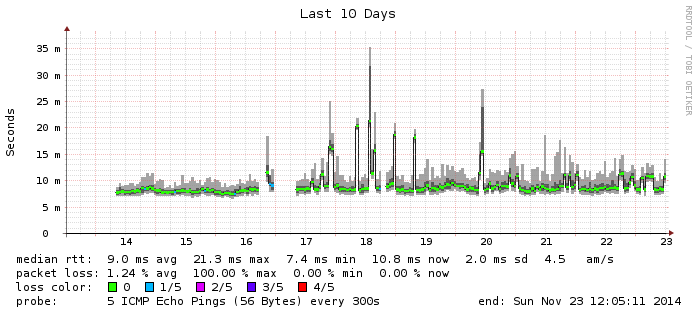 Last 10 Days
RRDTOOL / TOBI OETIKER
Seconds
35 m
30 m
25 m
20 m
15 m
10 m
5 m
0
14 15 16 17 18 19 20 21 22 23
median rtt: 9.0 ms avg 21.3 ms max 7.4 ms min 10.8 ms now 2.0 ms sd 4.5 am/s
packet loss: 1.24 % avg 100.00 % max 0.00 % min 0.00 % now
loss color: 0 1/5 2/5 3/5 4/5
probe: 5 ICMP Echo Pings (56 Bytes) every 300s end: Sun Nov 23 12:05:11 2014